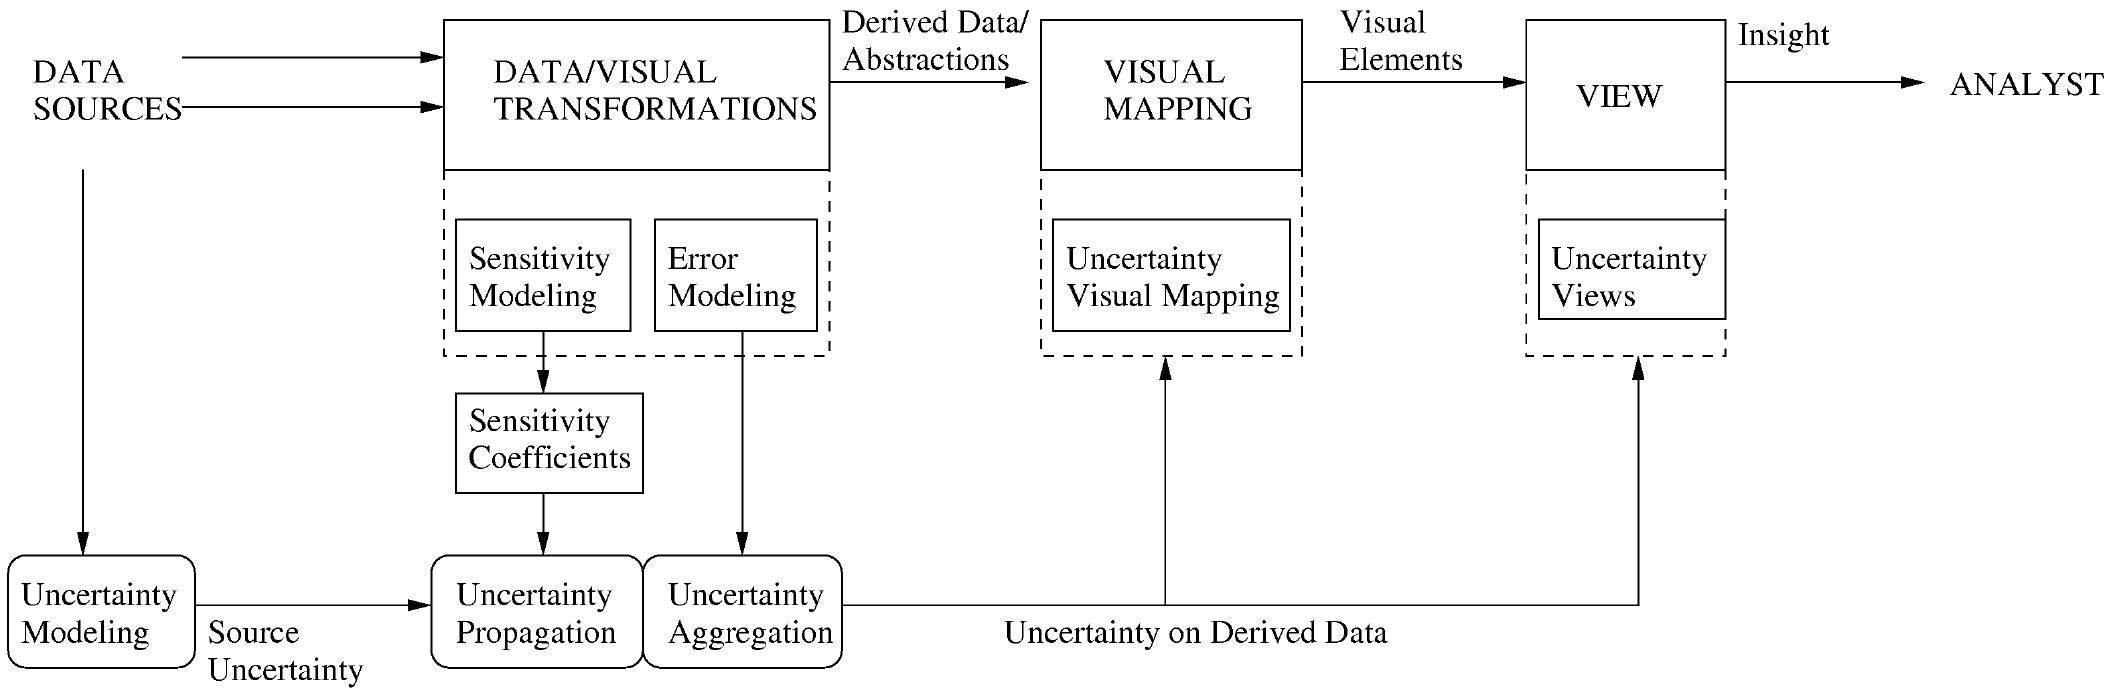 DATA
SOURCES
DATA/VISUAL
TRANSFORMATIONS
Derived Data/
Abstractions
VISUAL
MAPPING
Visual
Elements
VIEW
Insight
ANALYST
Sensitivity
Modeling
Error
Modeling
Uncertainty
Visual Mapping
Uncertainty
Views
Sensitivity
Coefficients
Uncertainty
Modeling
Source
Uncertainty
Uncertainty
Propagation
Uncertainty
Aggregation
Uncertainty on Derived Data